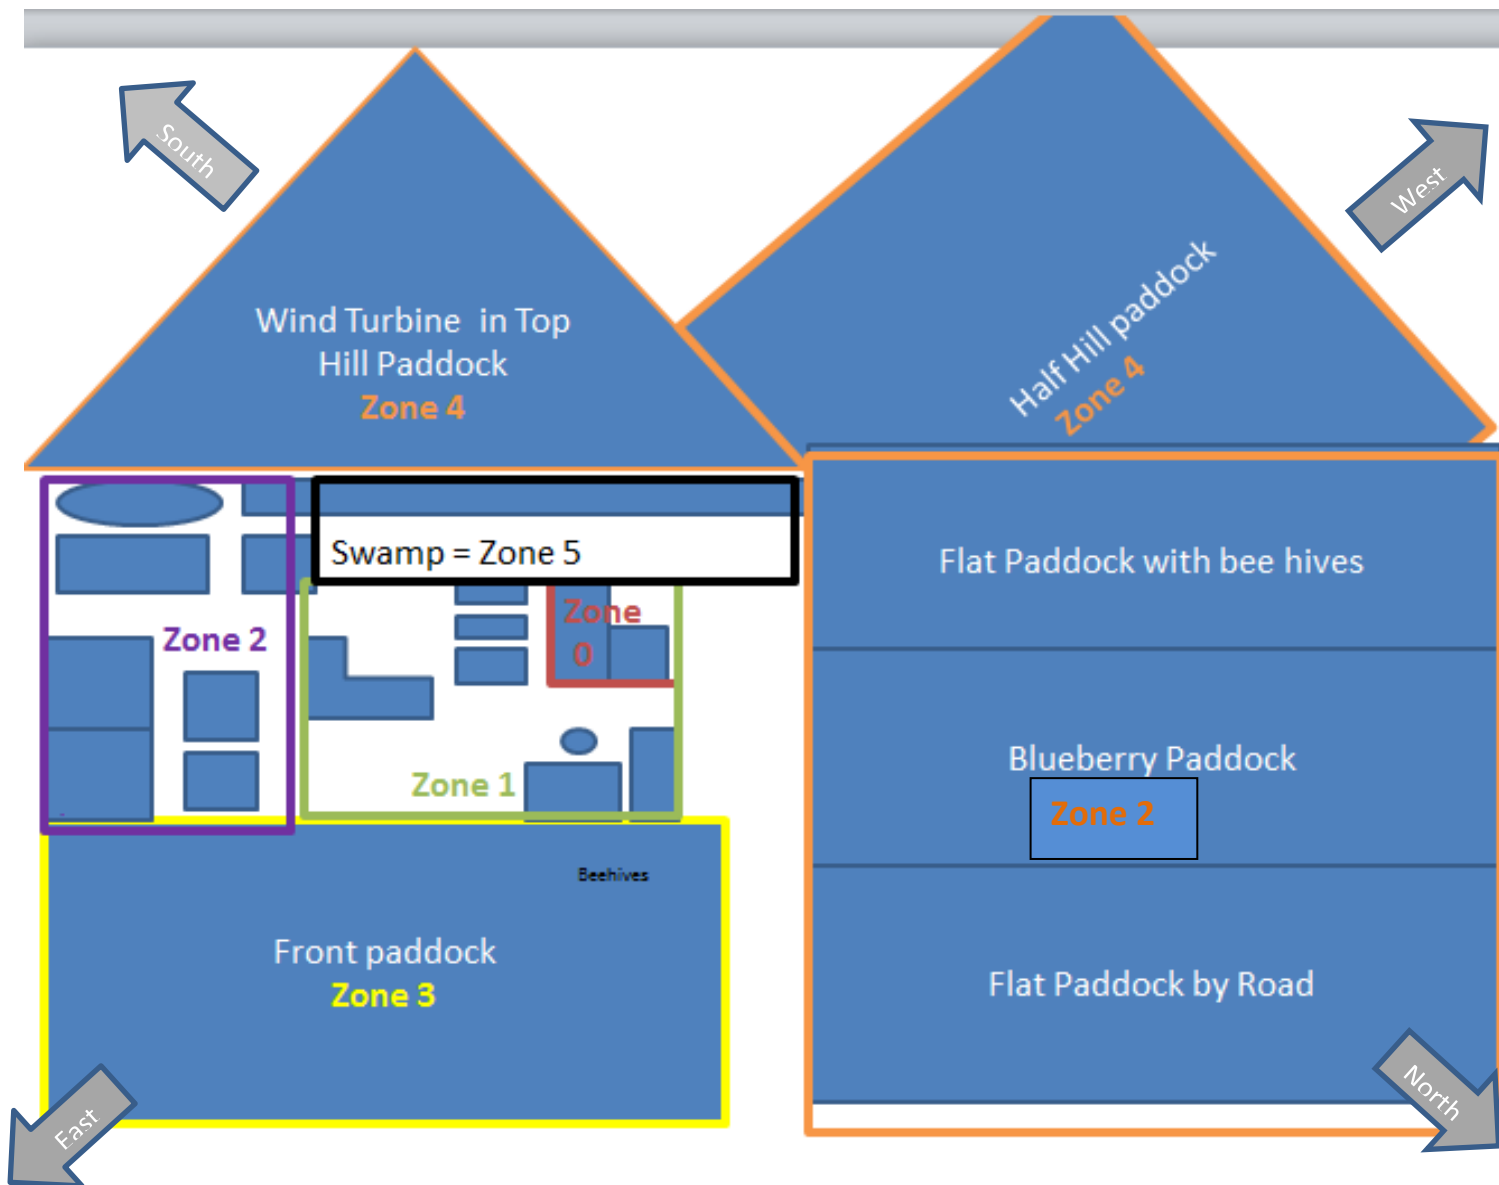 South
West
Wind Turbine  in Top
Hill Paddock
Zone 4
Half Hill paddock
Zone 4
Swamp = Zone 5
Flat Paddock with bee hives
Zone
0
Zone 2
Zone 1
Blueberry Paddock
Zone 2
Beehives
Front paddock
Zone 3
Flat Paddock by Road
East
North